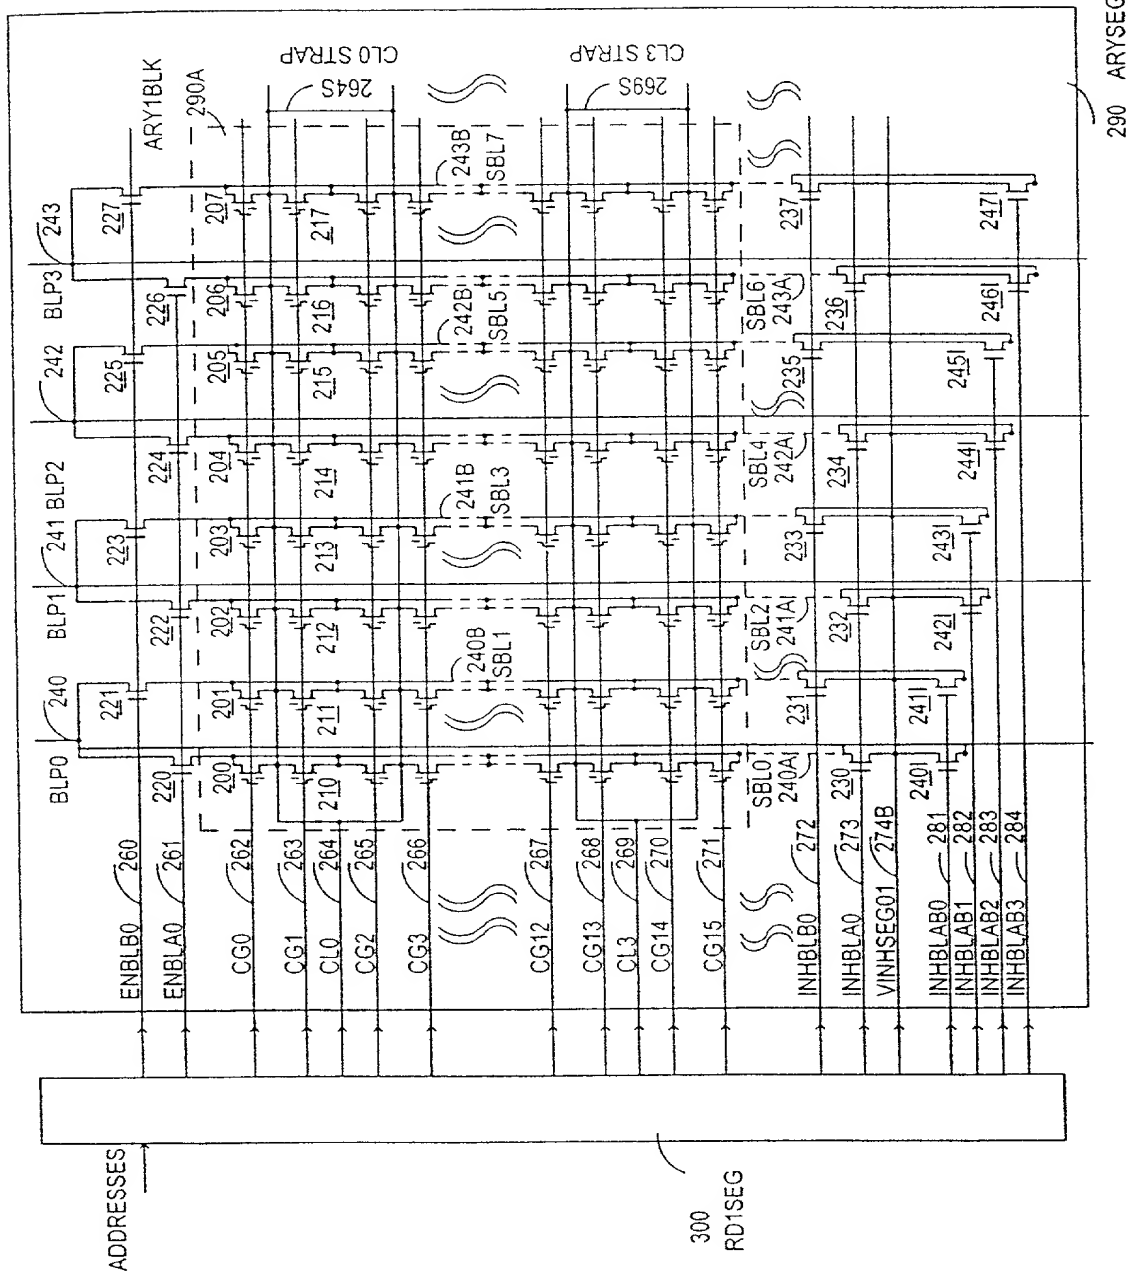 BLP0
240
BLP1
241
BLP2
242
BLP3
243
ADDRESSES
ENBLB0
260
221
223
225
227
ARY1BLK
ENBLA0
261
220
222
224
226
290A
CG0
262
200
201
202
203
204
205
206
207
CG1
263
CL0
264
210
211
212
213
214
215
216
217
CL0 STRAP
264S
CG2
265
CG3
266
240B
SBL1
241B
SBL3
242B
SBL5
243B
SBL7
CG12
267
CG13
268
CL3
269
CL3 STRAP
269S
CG14
270
CG15
271
SBL0
240A
SBL2
241A
SBL4
242A
SBL6
243A
INHBLB0
272
231
233
235
237
INHBLA0
273
230
232
234
236
VINHSEG01
274B
INHBLAB0
281
240I
241I
INHBLAB1
282
242I
243I
INHBLAB2
283
244I
245I
INHBLAB3
284
246I
247I
300
RD1SEG
290
ARYSEG